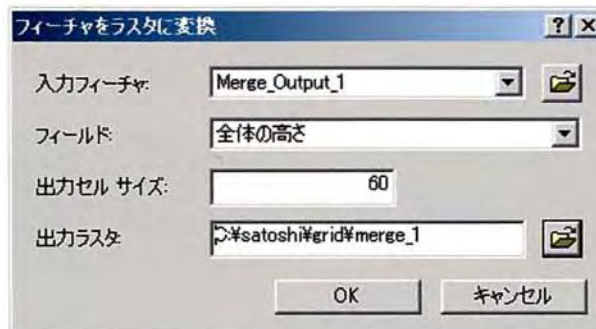 フィーチャをラスタに変換
入力フィーチャ: Merge_Output_1
フィールド: 全体の高さ
出力セル サイズ: 60
出力ラスタ: :¥satoshi¥grid¥merge_1
OK キャンセル